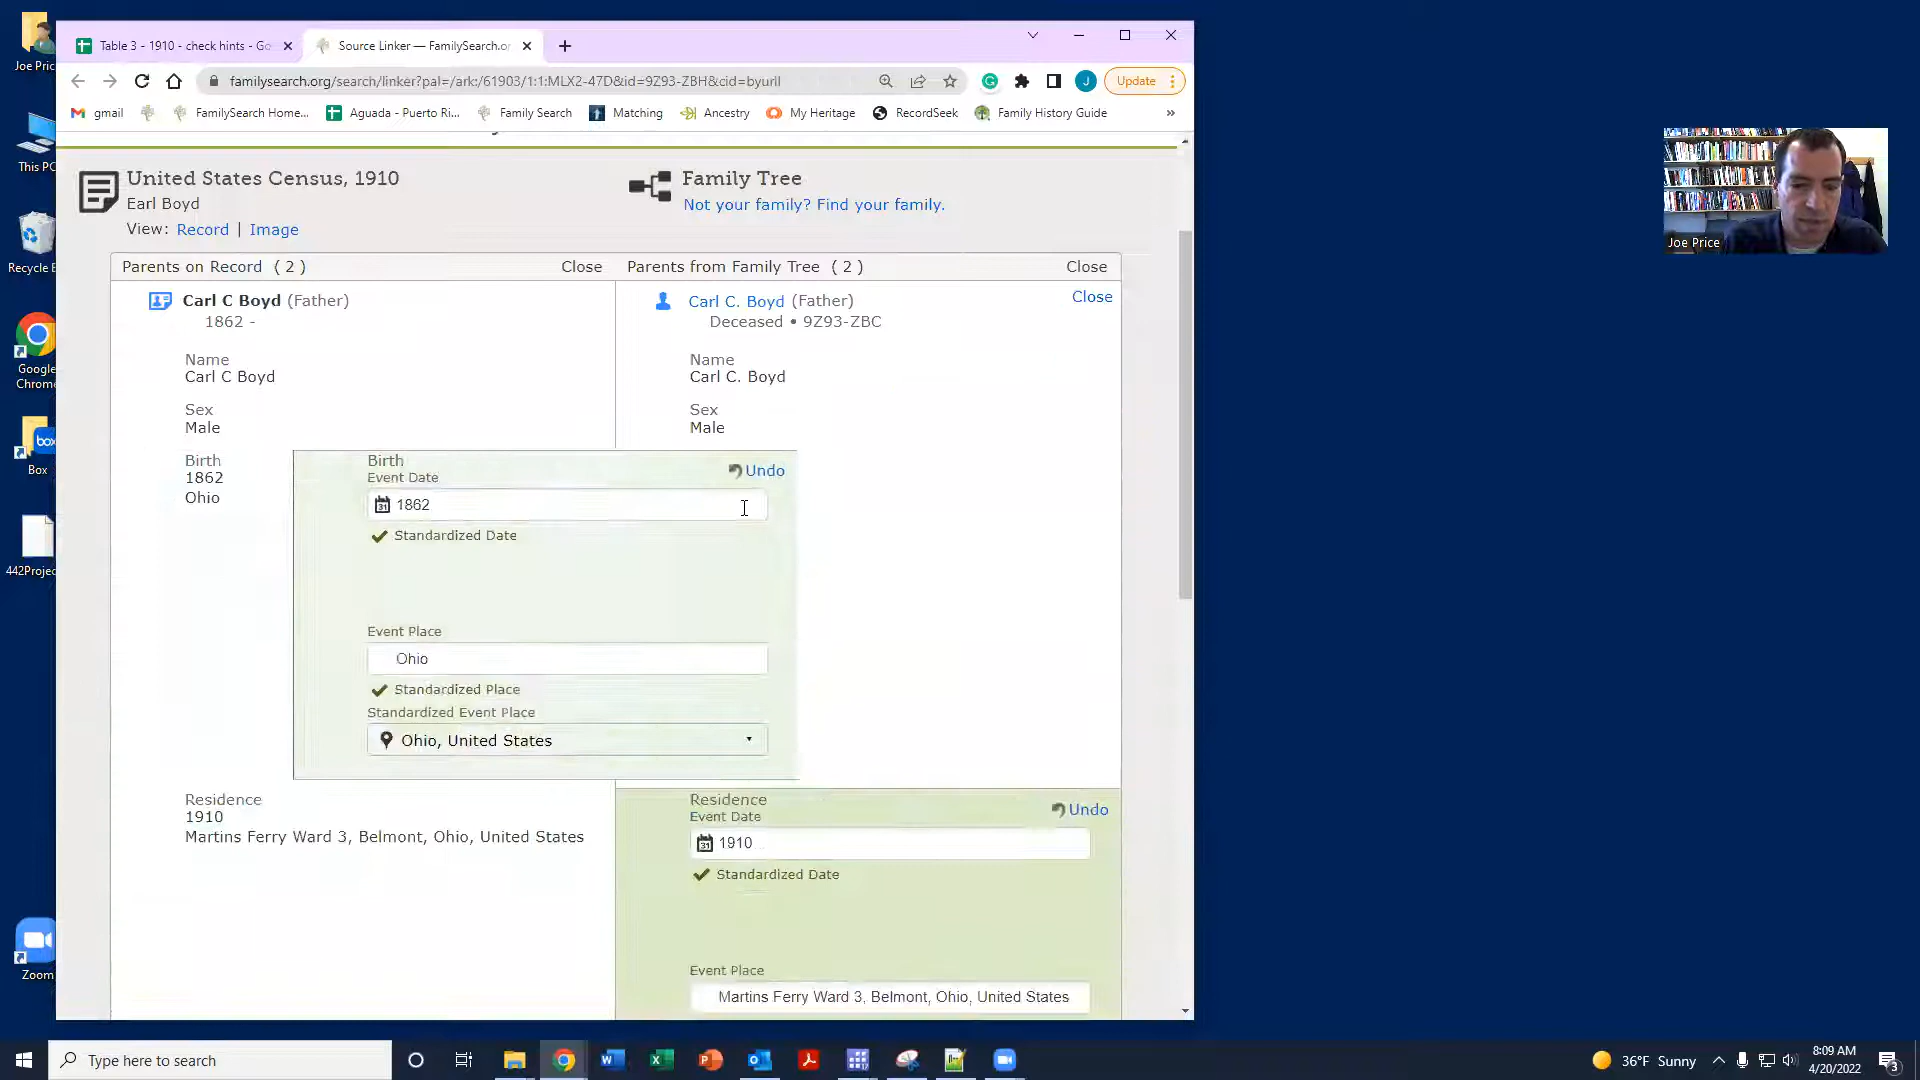 Joe Pric
This PC
Recycle B
Google
Chrome
box
Box
442Projec
Zoom
Table 3 - 1910 - check hints - Go
Source Linker — FamilySearch.or
familysearch.org/search/linker?pal=/ark:/61903/1:1:MLX2-47D&id=9Z93-ZBH&cid=byurll
J
Update
gmail
FamilySearch Home...
Aguada - Puerto Ri...
Family Search
Matching
Ancestry
My Heritage
RecordSeek
Family History Guide
»
United States Census, 1910
Earl Boyd
View: Record | Image
Family Tree
Not your family? Find your family.
Parents on Record ( 2 )
Close
Parents from Family Tree ( 2 )
Close
Carl C Boyd (Father)
1862 -
Carl C. Boyd (Father)
Deceased • 9Z93-ZBC
Close
Name
Carl C Boyd
Name
Carl C. Boyd
Sex
Male
Sex
Male
Birth
1862
Ohio
Birth
Event Date
Undo
31
1862
Standardized Date
Event Place
Ohio
Standardized Place
Standardized Event Place
Ohio, United States
Residence
1910
Martins Ferry Ward 3, Belmont, Ohio, United States
Residence
Event Date
Undo
31
1910
Standardized Date
Event Place
Martins Ferry Ward 3, Belmont, Ohio, United States
Joe Price
Type here to search
36°F Sunny
8:09 AM
4/20/2022
3